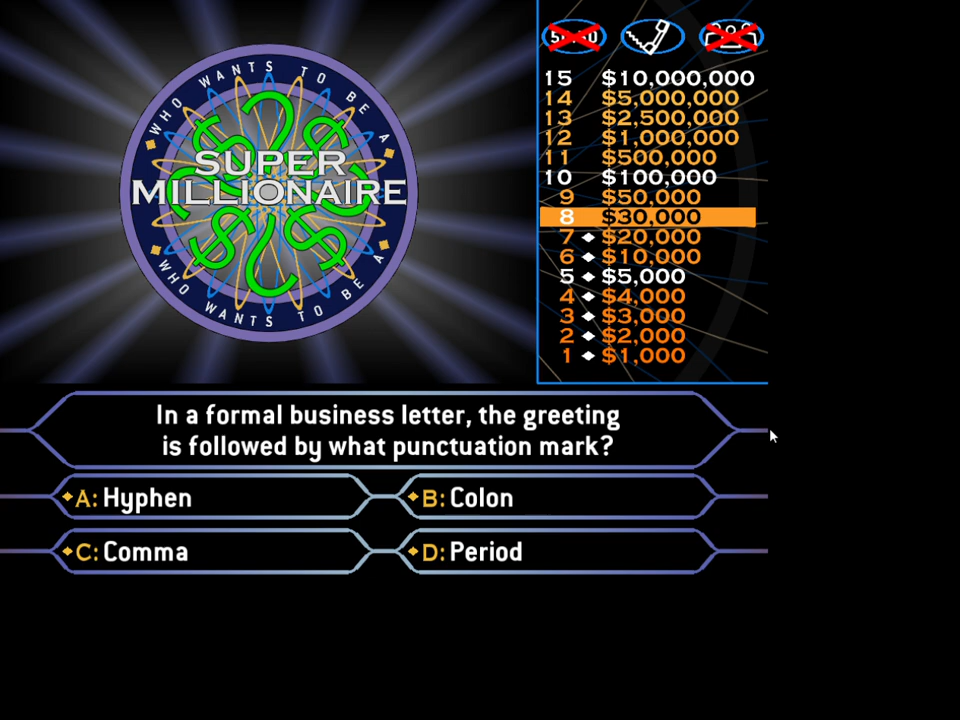 WHO WANTS TO BE A
SUPER
MILLIONAIRE
WHO WANTS TO BE A
15 $10,000,000
14 $5,000,000
13 $2,500,000
12 $1,000,000
11 $500,000
10 $100,000
9 $50,000
8 $30,000
7 $20,000
6 $10,000
5 $5,000
4 $4,000
3 $3,000
2 $2,000
1 $1,000
In a formal business letter, the greeting
is followed by what punctuation mark?
A: Hyphen
B: Colon
C: Comma
D: Period